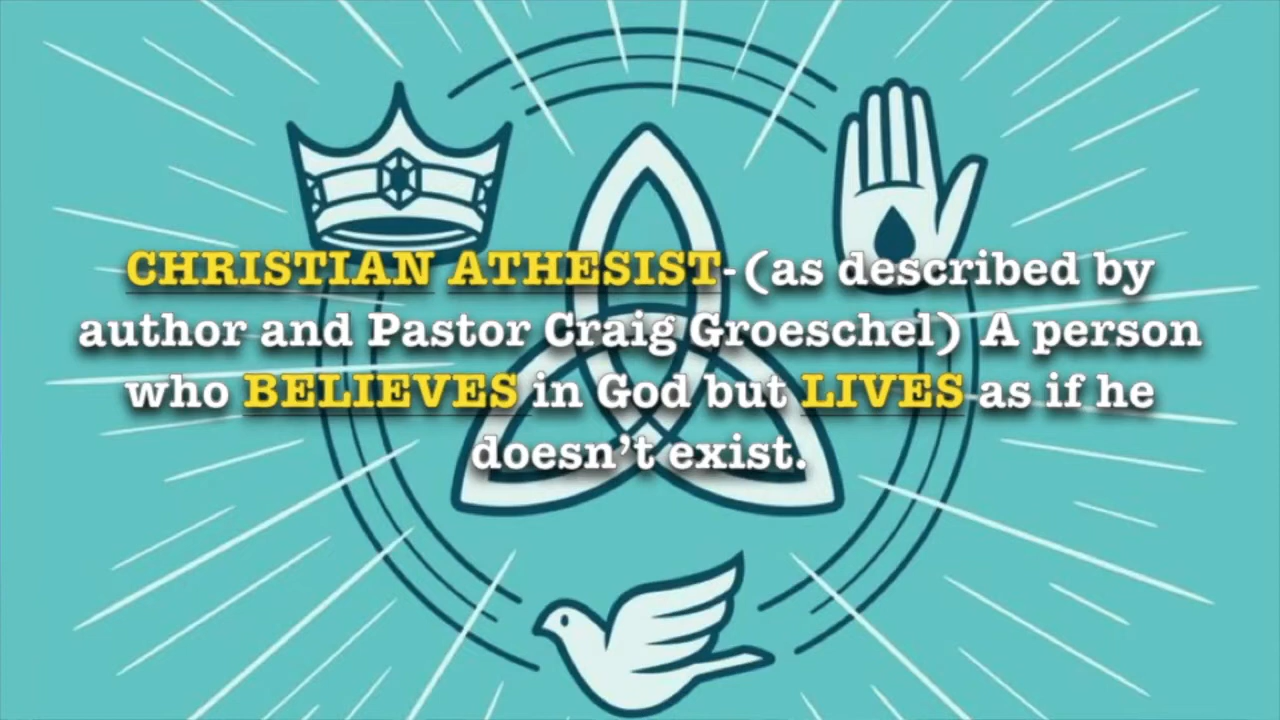 CHRISTIAN ATHESIST-(as described by
author and Pastor Craig Groeschel) A person
who BELIEVES in God but LIVES as if he
doesn't exist.